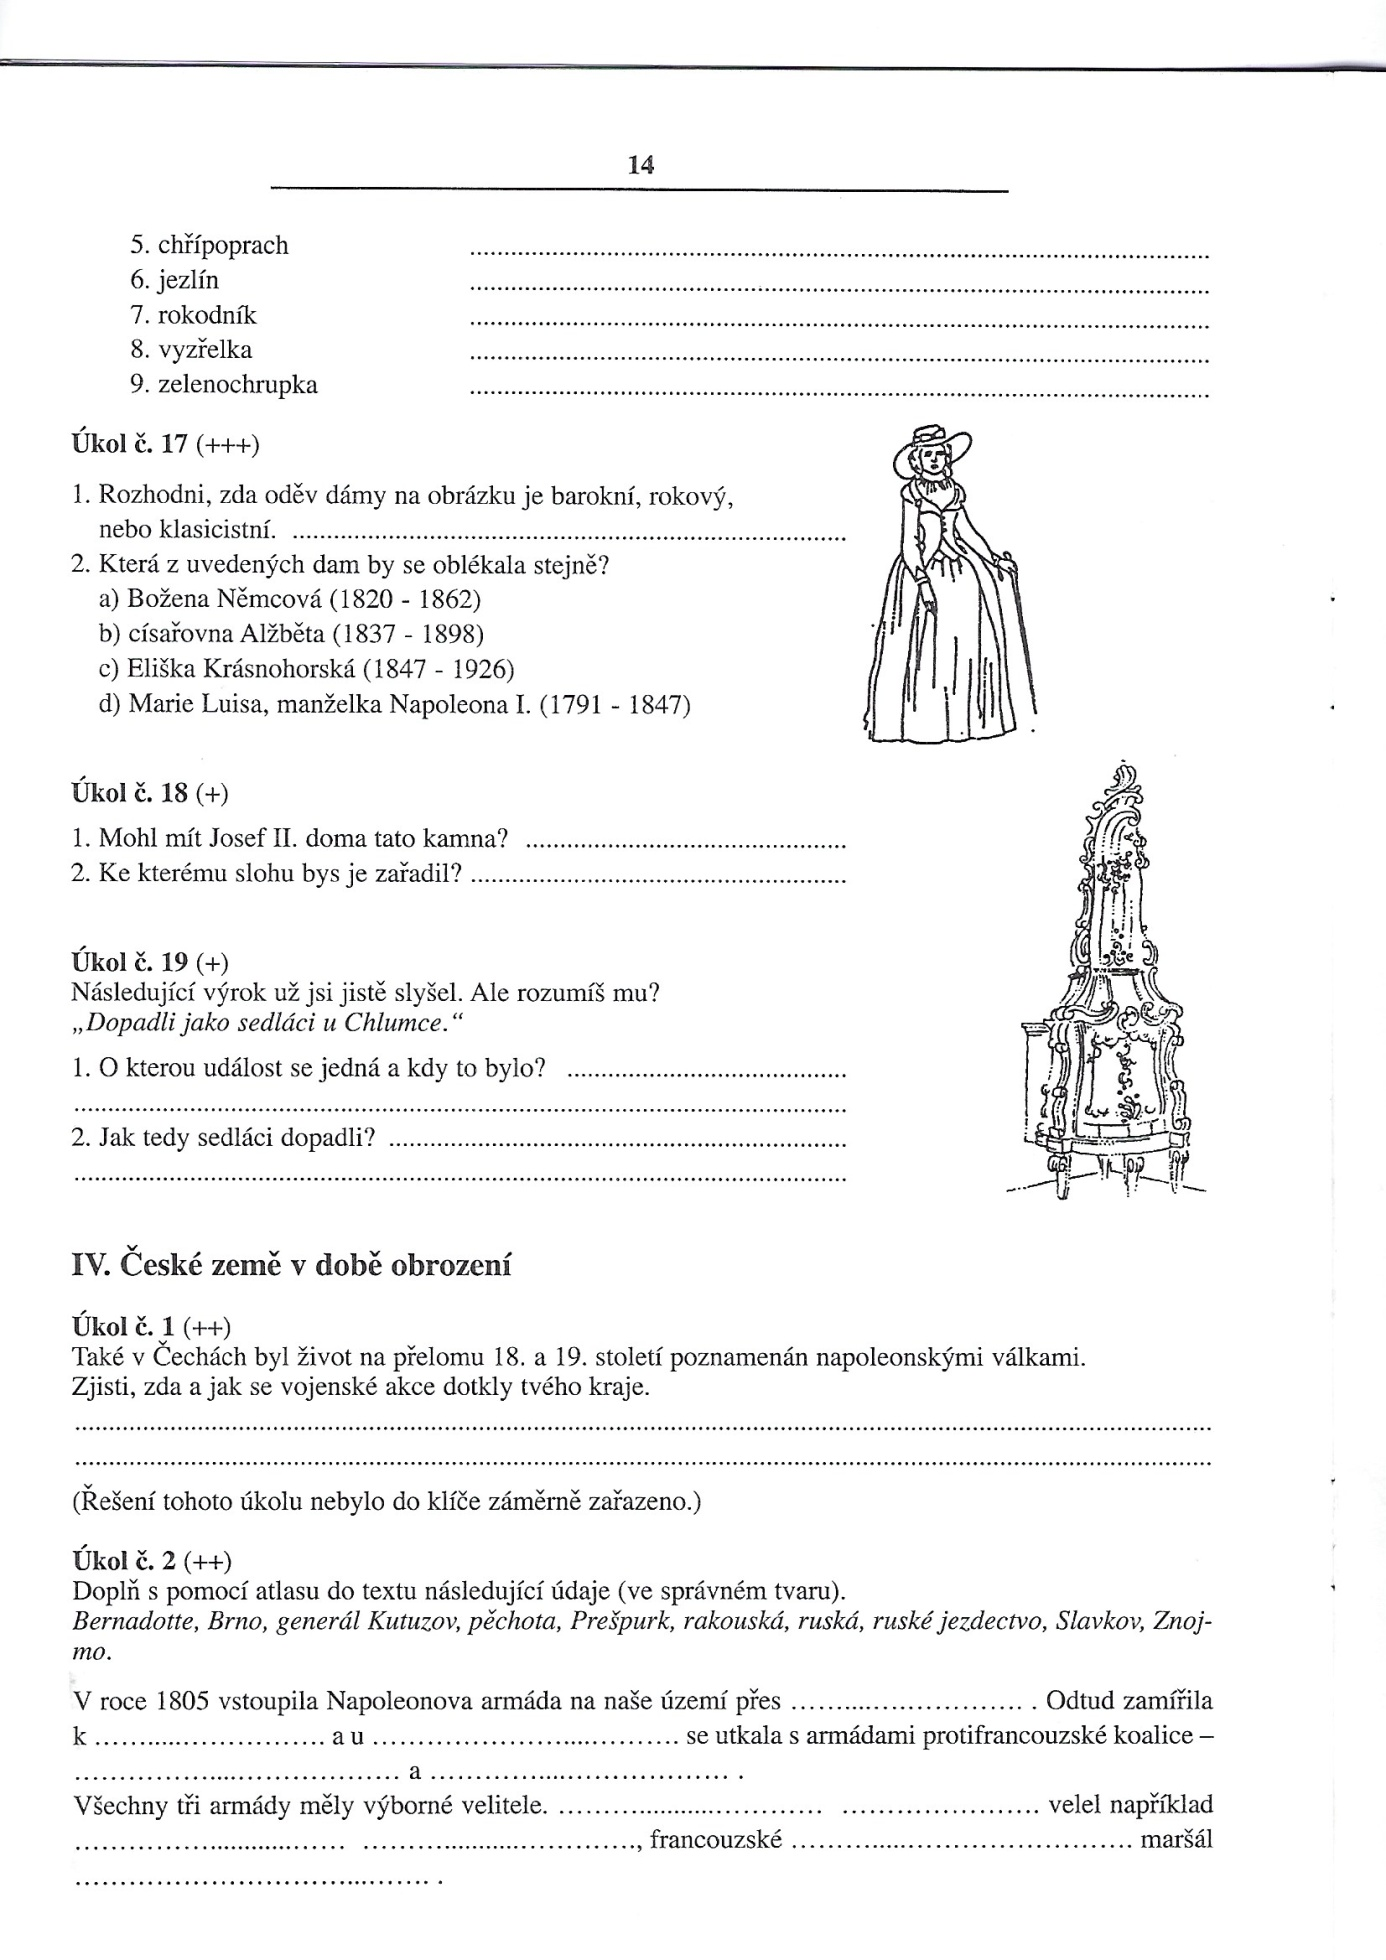 14
5. chřípoprach ........................................
6. jezlín ........................................
7. rokodník ........................................
8. vyzřelka ........................................
9. zelenochrupka ........................................
Úkol č. 17 (+++)
1. Rozhodni, zda oděv dámy na obrázku je barokní, rokový,
nebo klasicistní. ........................................
2. Která z uvedených dam by se oblékala stejně?
a) Božena Němcová (1820 - 1862)
b) císařovna Alžběta (1837 - 1898)
c) Eliška Krásnohorská (1847 - 1926)
d) Marie Luisa, manželka Napoleona I. (1791 - 1847)
Úkol č. 18 (+)
1. Mohl mít Josef II. doma tato kamna? ........................................
2. Ke kterému slohu bys je zařadil? ........................................
Úkol č. 19 (+)
Následující výrok už jsi jistě slyšel. Ale rozumíš mu?
„Dopadli jako sedláci u Chlumce.“
1. O kterou událost se jedná a kdy to bylo? ........................................
........................................
2. Jak tedy sedláci dopadli? ........................................
........................................
IV. České země v době obrození
Úkol č. 1 (++)
Také v Čechách byl život na přelomu 18. a 19. století poznamenán napoleonskými válkami.
Zjisti, zda a jak se vojenské akce dotkly tvého kraje.
........................................
........................................
(Řešení tohoto úkolu nebylo do klíče záměrně zařazeno.)
Úkol č. 2 (++)
Doplň s pomocí atlasu do textu následující údaje (ve správném tvaru).
Bernadotte, Brno, generál Kutuzov, pěchota, Prešpurk, rakouská, ruská, ruské jezdectvo, Slavkov, Znoj-
mo.
V roce 1805 vstoupila Napoleonova armáda na naše území přes ........................... . Odtud zamířila
k .......................... a u .................................. se utkala s armádami protifrancouzské koalice –
.................................... a ................................. .
Všechny tři armády měly výborné velitele. ............................. ...................... velel například
.............................. .............................., francouzské ...................................... maršál
........................................ .